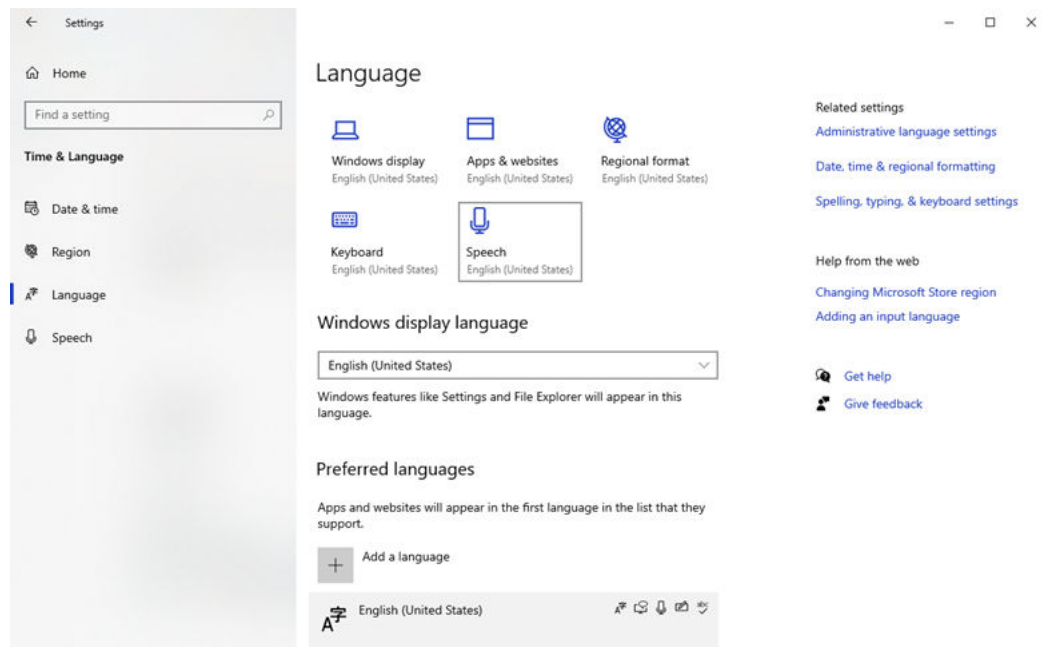 Settings
Home
Find a setting
Time & Language
Date & time
Region
Language
Speech
Language
Windows display
English (United States)
Apps & websites
English (United States)
Regional format
English (United States)
Keyboard
English (United States)
Speech
English (United States)
Windows display language
English (United States)
Windows features like Settings and File Explorer will appear in this
language.
Preferred languages
Apps and websites will appear in the first language in the list that they
support.
Add a language
English (United States)
Related settings
Administrative language settings
Date, time & regional formatting
Spelling, typing, & keyboard settings
Help from the web
Changing Microsoft Store region
Adding an input language
Get help
Give feedback